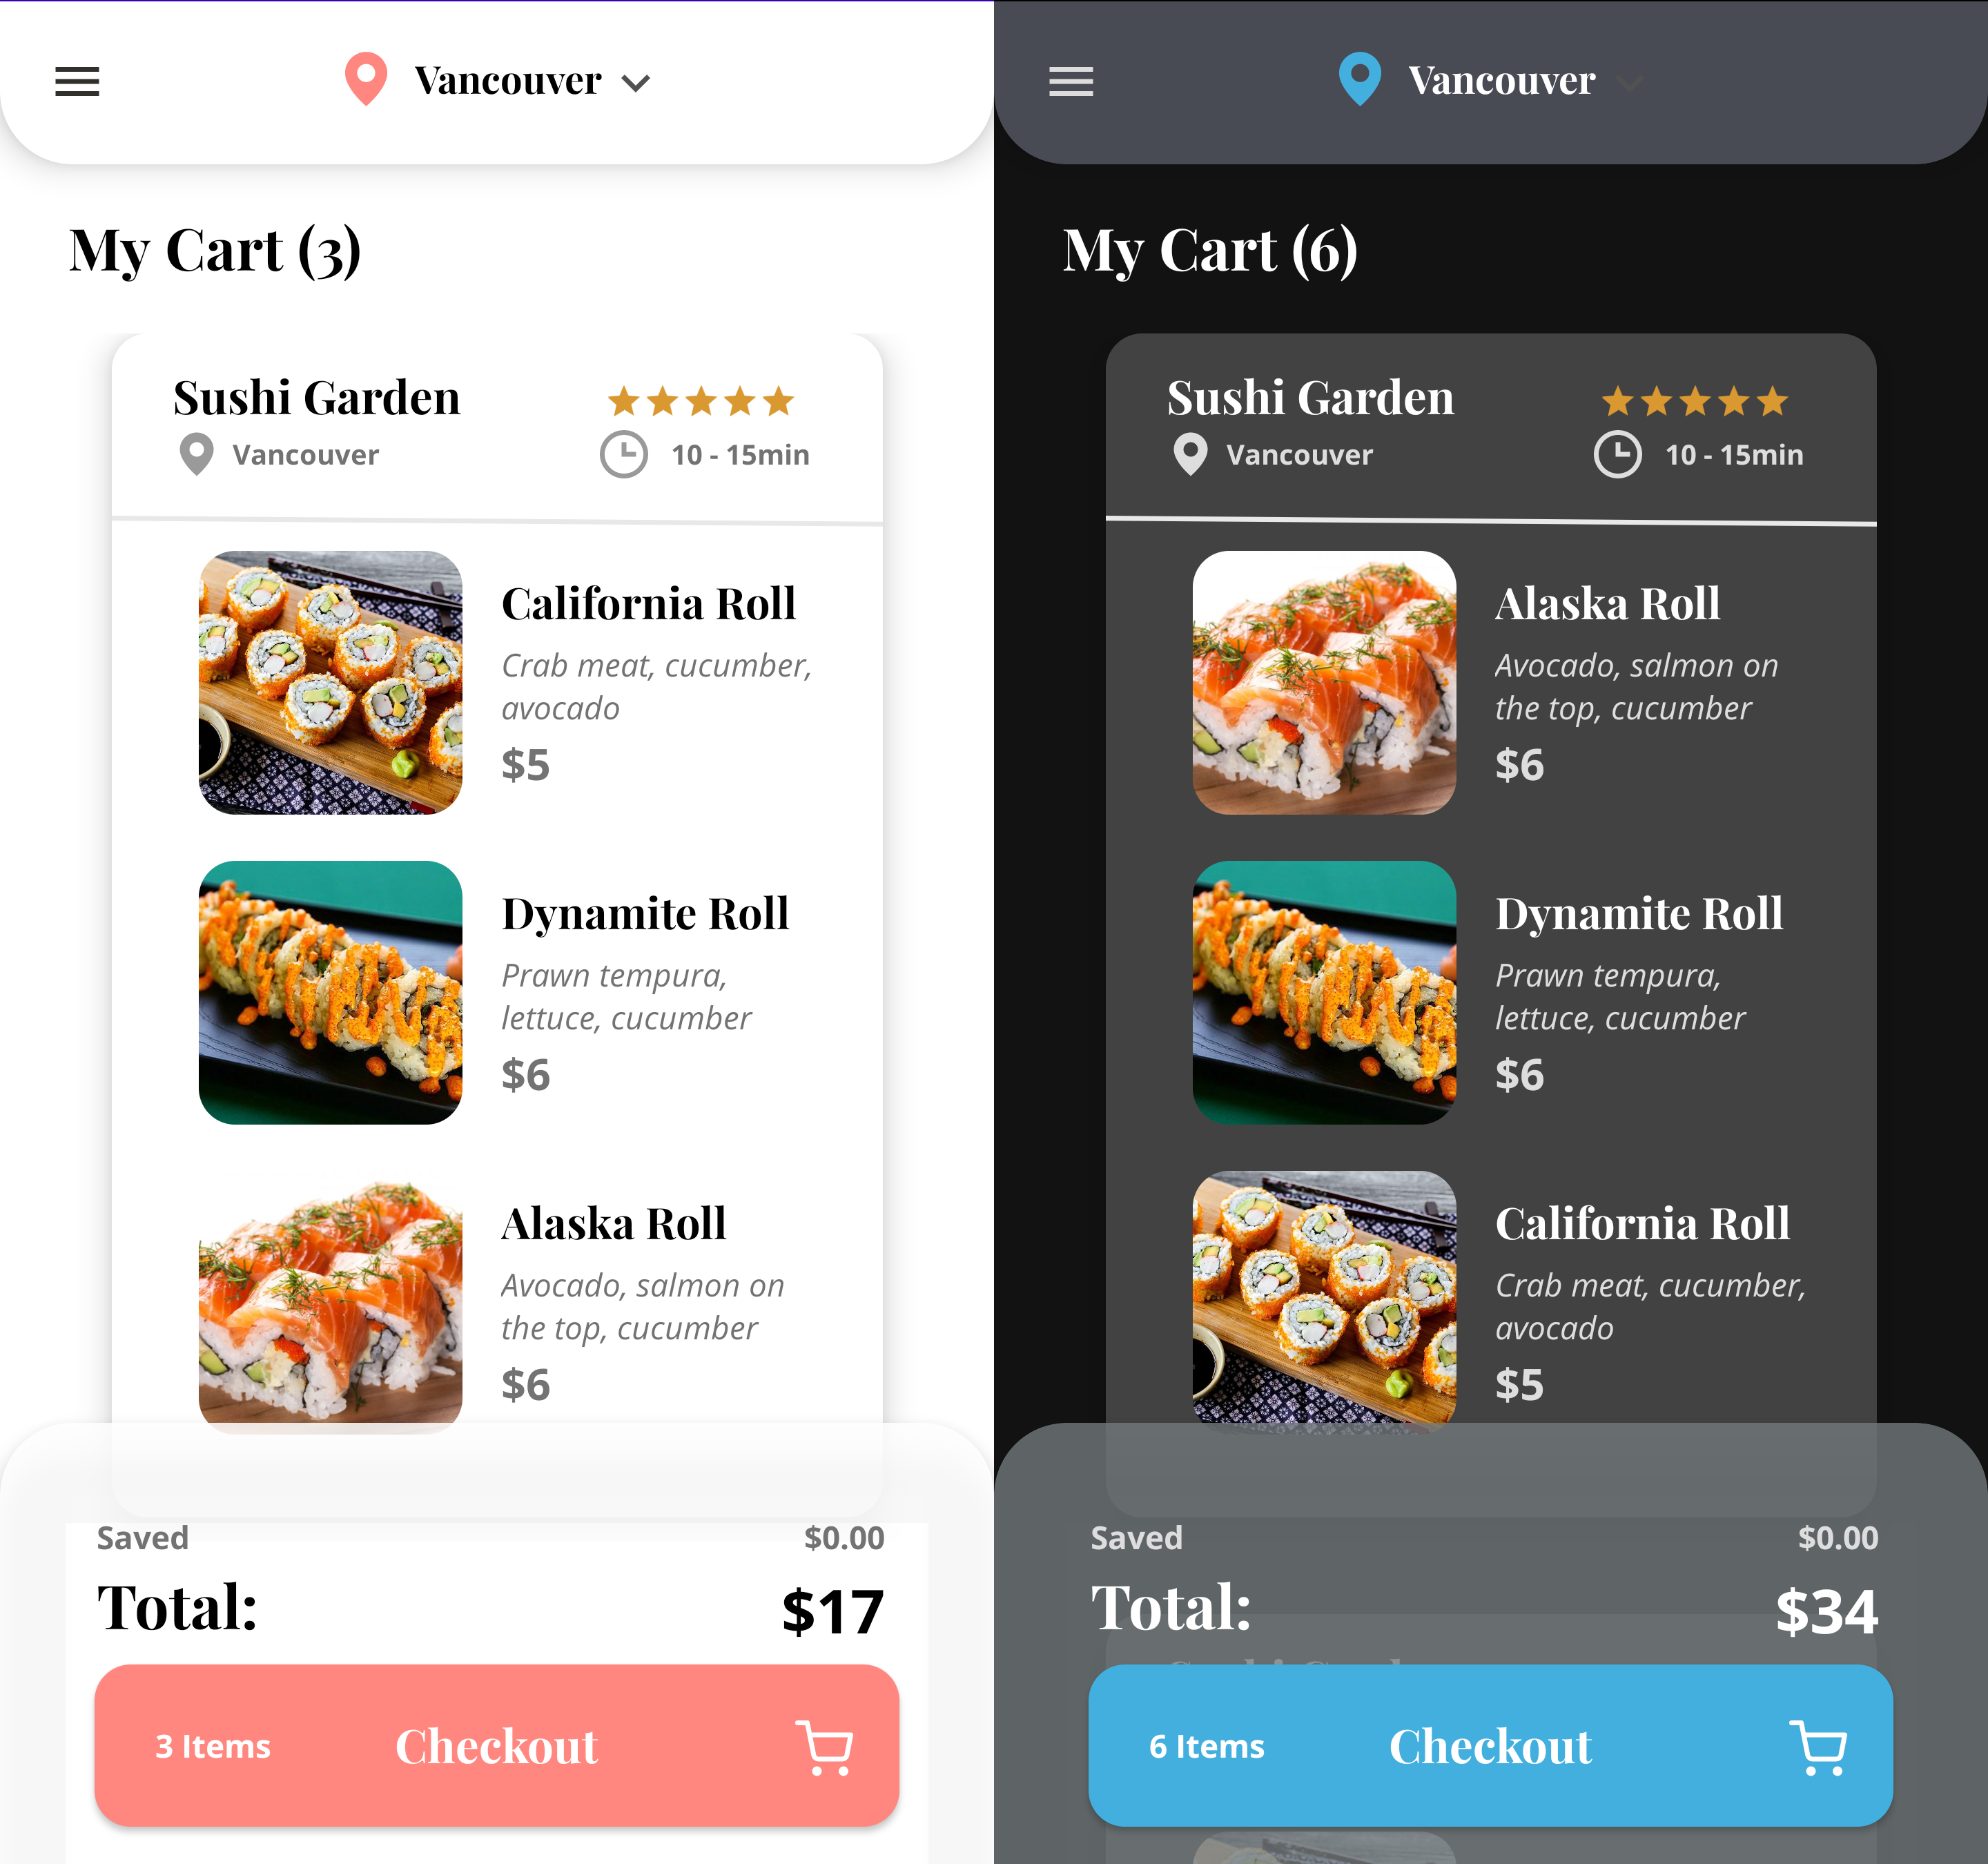 Vancouver
My Cart (3)
Sushi Garden
Vancouver
10 - 15min
California Roll
Crab meat, cucumber,
avocado
$5
Dynamite Roll
Prawn tempura,
lettuce, cucumber
$6
Alaska Roll
Avocado, salmon on
the top, cucumber
$6
Saved $0.00
Total: $17
3 Items Checkout
Vancouver
My Cart (6)
Sushi Garden
Vancouver
10 - 15min
Alaska Roll
Avocado, salmon on
the top, cucumber
$6
Dynamite Roll
Prawn tempura,
lettuce, cucumber
$6
California Roll
Crab meat, cucumber,
avocado
$5
Saved $0.00
Total: $34
6 Items Checkout